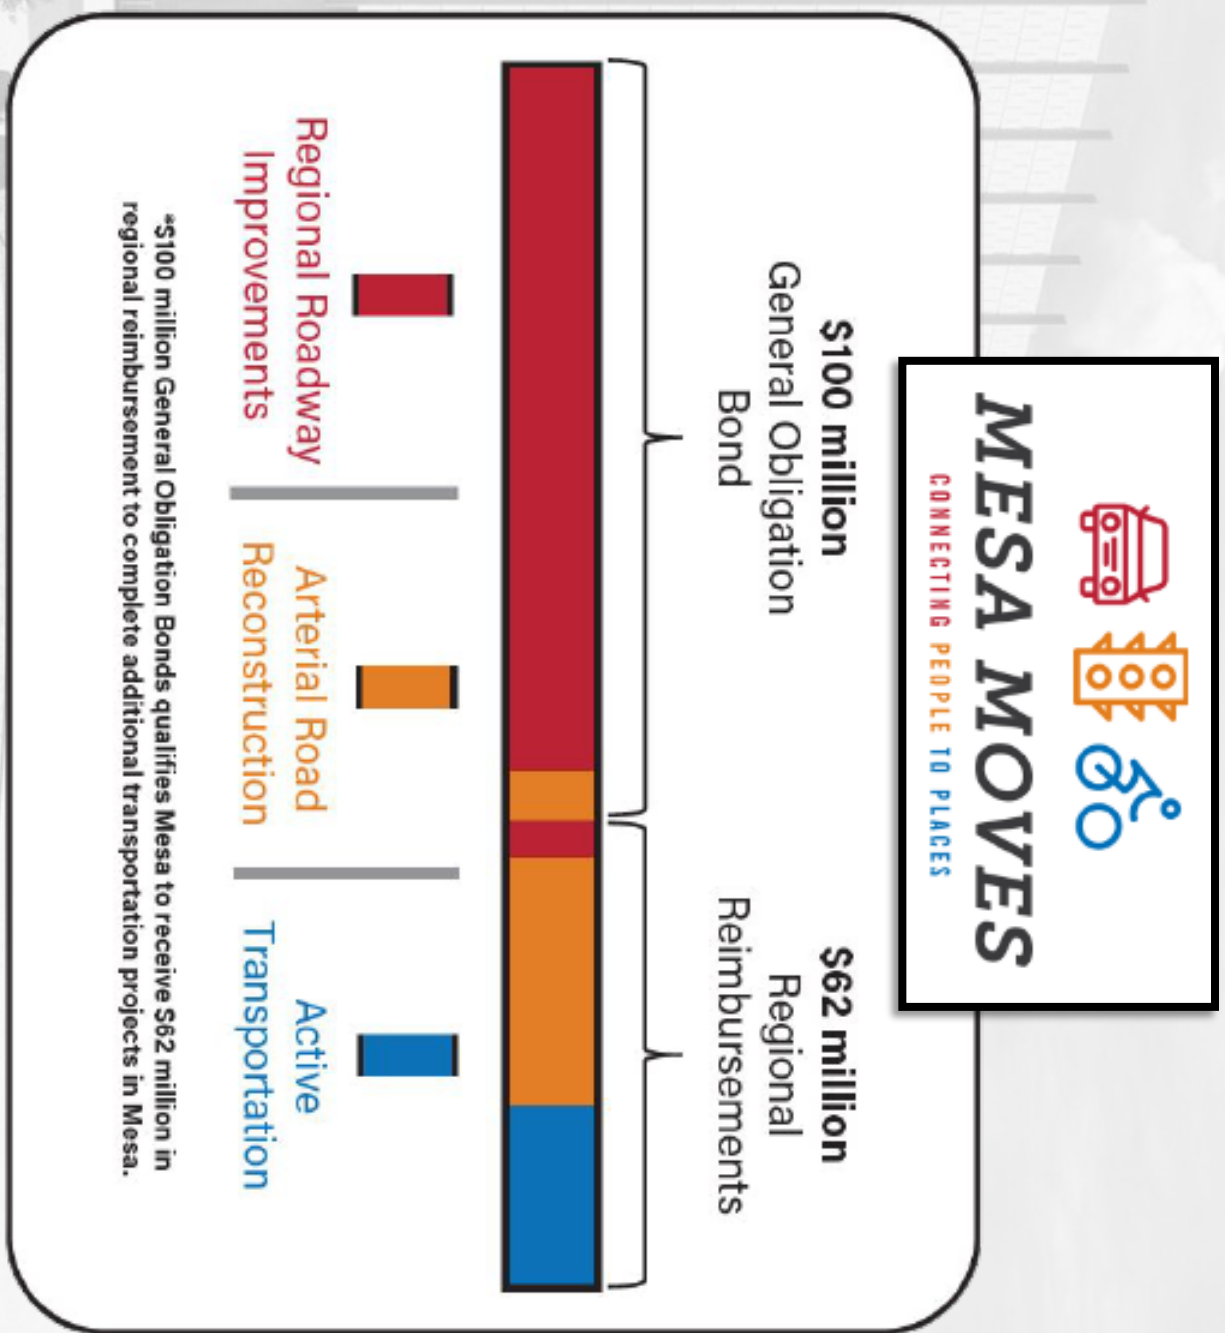 MESA MOVES
CONNECTING PEOPLE TO PLACES
$100 million
General Obligation
Bond
$62 million
Regional
Reimbursements
Regional Roadway
Improvements
Arterial Road
Reconstruction
Active
Transportation
*$100 million General Obligation Bonds qualifies Mesa to receive $62 million in
regional reimbursement to complete additional transportation projects in Mesa.